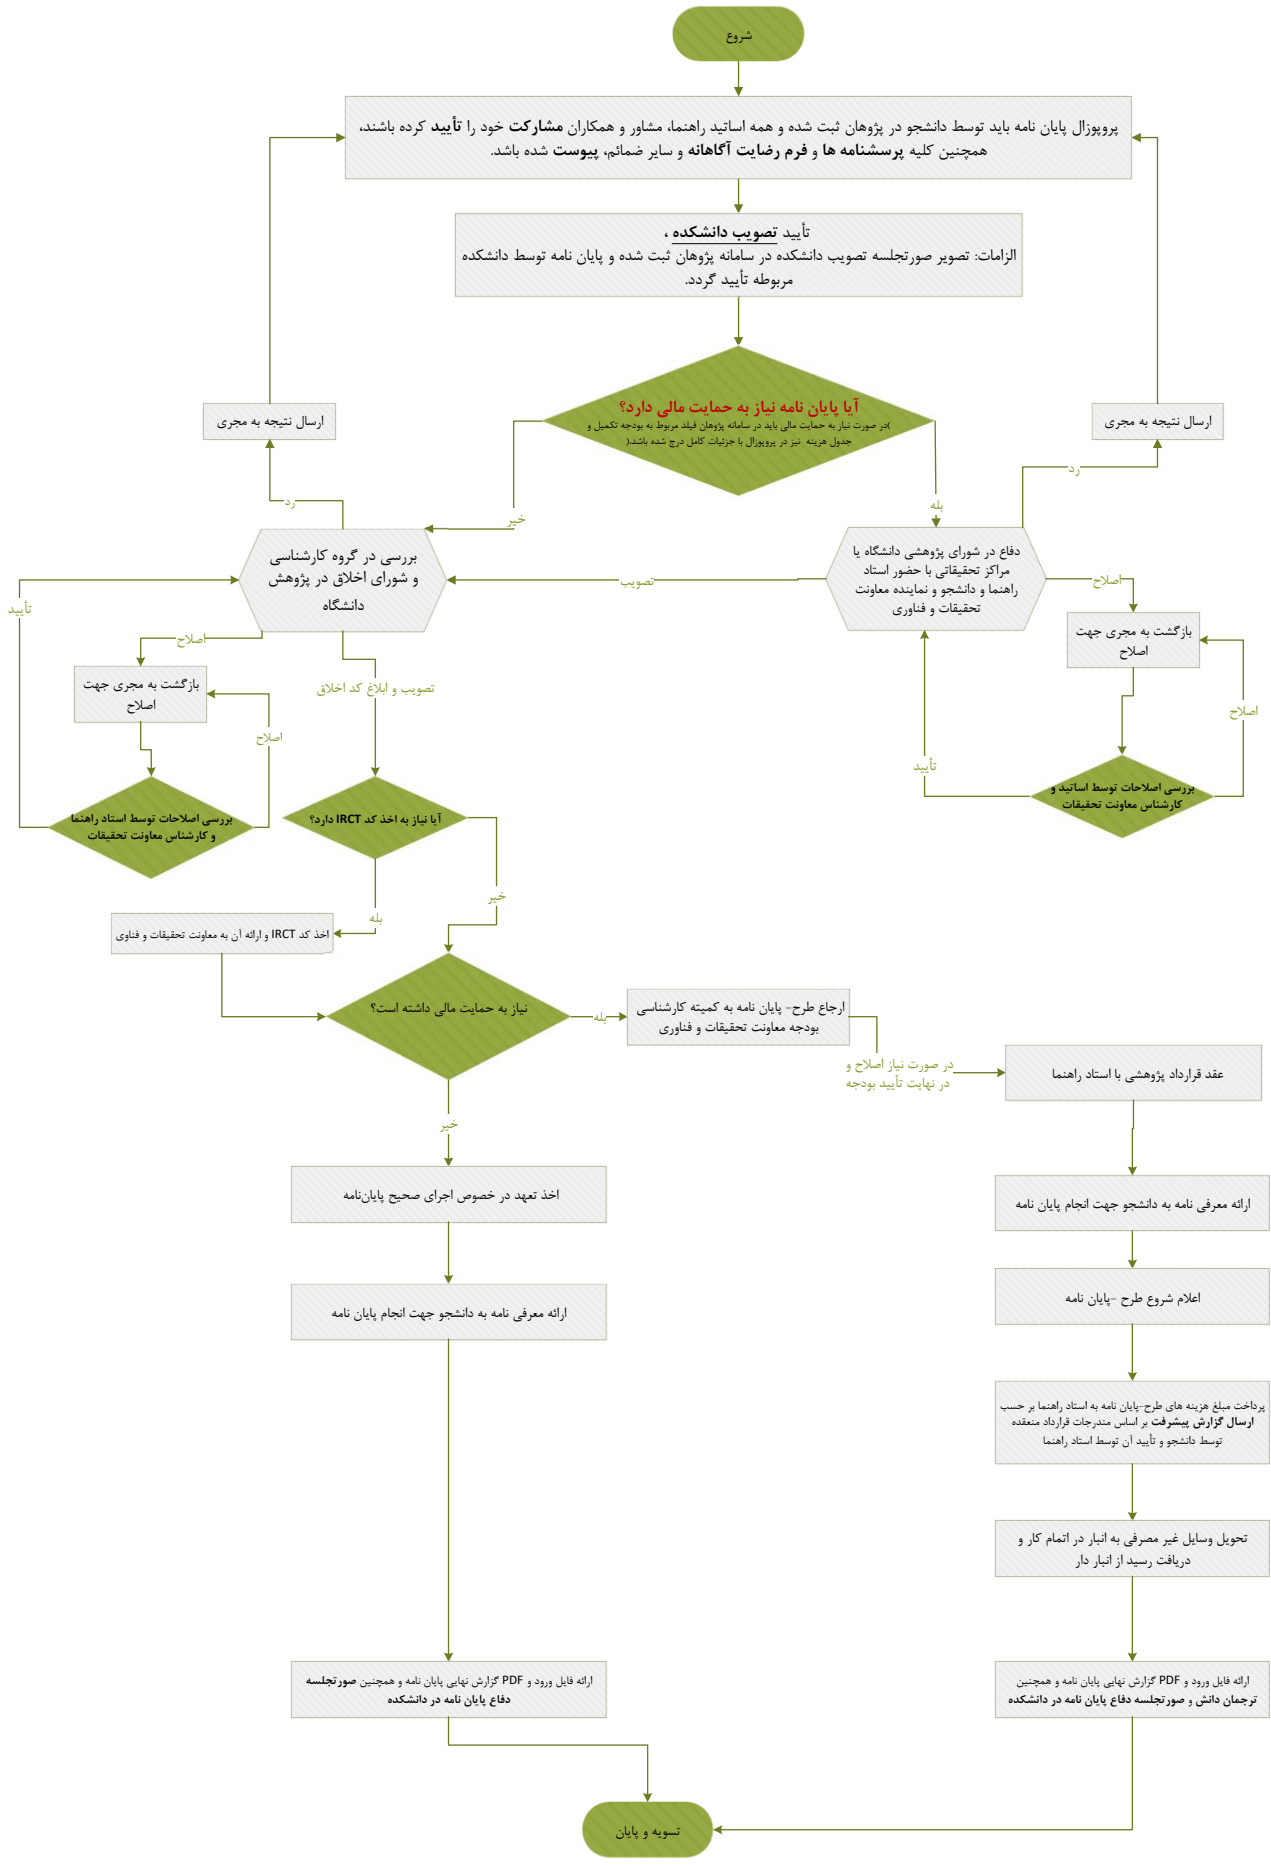 شروع
پروپوزال پایان نامه باید توسط دانشجو در پژوهان ثبت شده و همه اساتید راهنما، مشاور و همکاران مشارکت خود را تأیید کرده باشند،
همچنین کلیه پرسشنامه ها و فرم رضایت آگاهانه و سایر ضمائم، پیوست شده باشد.
تأیید تصویب دانشکده ،
الزامات: تصویر صورتجلسه تصویب دانشکده در سامانه پژوهان ثبت شده و پایان نامه توسط دانشکده
مربوطه تأیید گردد.
آیا پایان نامه نیاز به حمایت مالی دارد؟
)در صورت نیاز به حمایت مالی باید در سامانه پژوهان فیلد مربوط به بودجه تکمیل و
جدول هزینه نیز در پروپوزال با جزئیات کامل درج شده باشد.(
ارسال نتیجه به مجری
ارسال نتیجه به مجری
رد
رد
بله
خیر
دفاع در شورای پژوهشی دانشگاه یا
مراکز تحقیقاتی با حضور استاد
راهنما و دانشجو و نماینده معاونت
تحقیقات و فناوری
بررسی در گروه کارشناسی
و شورای اخلاق در پژوهش
دانشگاه
تصویب
اصلاح
تأیید
بازگشت به مجری جهت
اصلاح
اصلاح
تأیید
بررسی اصلاحات توسط اساتید و
کارشناس معاونت تحقیقات
اصلاح
بازگشت به مجری جهت
اصلاح
اصلاح
تصویب و ابلاغ کد اخلاق
بررسی اصلاحات توسط استاد راهنما
و کارشناس معاونت تحقیقات
آیا نیاز به اخذ کد IRCT دارد؟
خیر
بله
اخذ کد IRCT و ارائه آن به معاونت تحقیقات و فناوی
نیاز به حمایت مالی داشته است؟
بله
ارجاع طرح- پایان نامه به کمیته کارشناسی
بودجه معاونت تحقیقات و فناوری
در صورت نیاز اصلاح و
در نهایت تأیید بودجه
عقد قرارداد پژوهشی با استاد راهنما
خیر
اخذ تعهد در خصوص اجرای صحیح پایان‌نامه
ارائه معرفی نامه به دانشجو جهت انجام پایان نامه
ارائه معرفی نامه به دانشجو جهت انجام پایان نامه
اعلام شروع طرح -پایان نامه
پرداخت مبلغ هزینه های طرح-پایان نامه به استاد راهنما بر حسب
ارسال گزارش پیشرفت بر اساس مندرجات قرارداد منعقده
توسط دانشجو و تأیید آن توسط استاد راهنما
تحویل وسایل غیر مصرفی به انبار در اتمام کار و
دریافت رسید از انبار دار
ارائه فایل ورود و PDF گزارش نهایی پایان نامه و همچنین
ترجمان دانش و صورتجلسه دفاع پایان نامه در دانشکده
ارائه فایل ورود و PDF گزارش نهایی پایان نامه و همچنین صورتجلسه
دفاع پایان نامه در دانشکده
تسویه و پایان